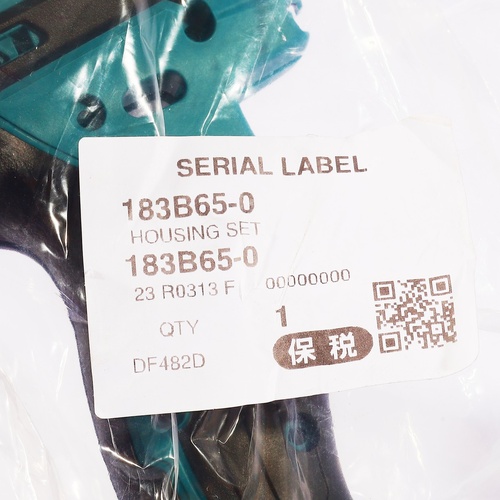 SERIAL LABEL
183B65-0
HOUSING SET
183B65-0
23 R0313 F 00000000
QTY 1
保税
DF482D